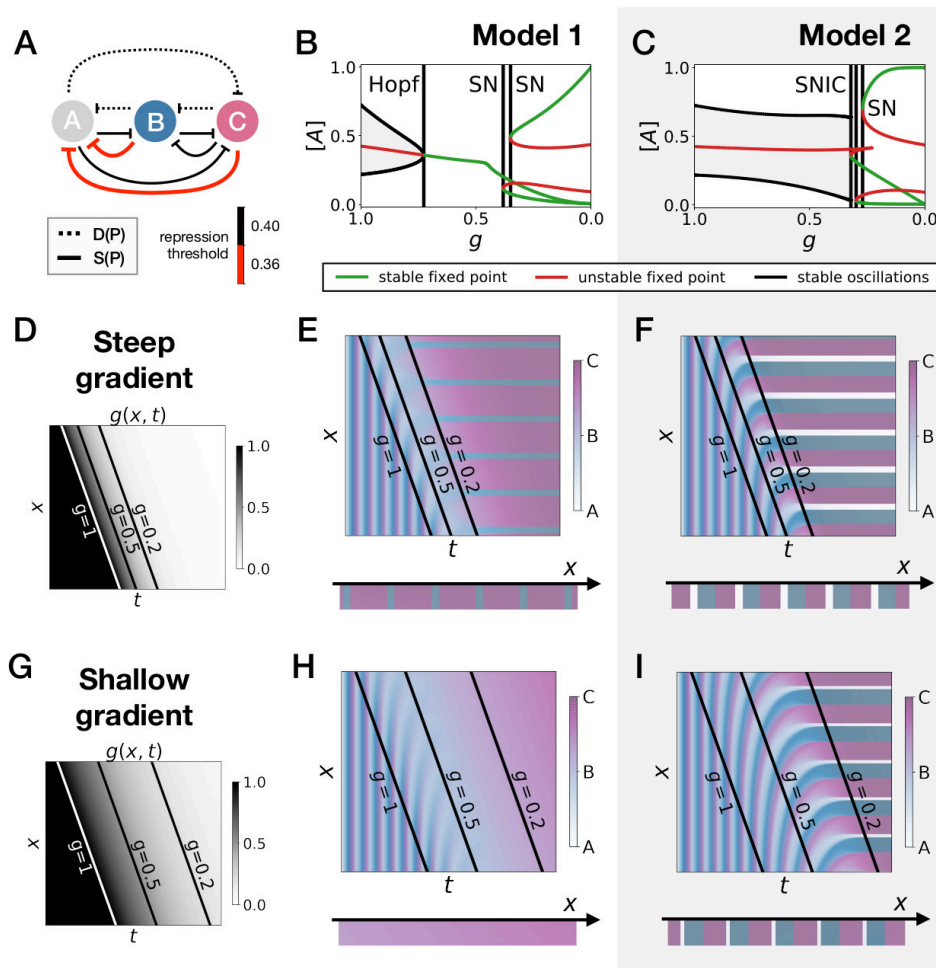 A
A
B
C
D(P)
S(P)
repression
threshold
0.40
0.36
B
Model 1
1.0
[A]
0.5
0.0
Hopf
SN
SN
1.0
0.5
0.0
g
C
Model 2
1.0
[A]
0.5
0.0
SNIC
SN
1.0
0.5
0.0
g
stable fixed point
unstable fixed point
stable oscillations
D
Steep
gradient
g(x, t)
x
g=1
g=0.5
g=0.2
t
1.0
0.5
0.0
E
x
g = 1
g = 0.5
g = 0.2
t
C
B
A
x
F
x
g = 1
g = 0.5
g = 0.2
t
C
B
A
x
G
Shallow
gradient
g(x, t)
x
g=1
g=0.5
g=0.2
t
1.0
0.5
0.0
H
x
g = 1
g = 0.5
g = 0.2
t
C
B
A
x
I
x
g = 1
g = 0.5
g = 0.2
t
C
B
A
x